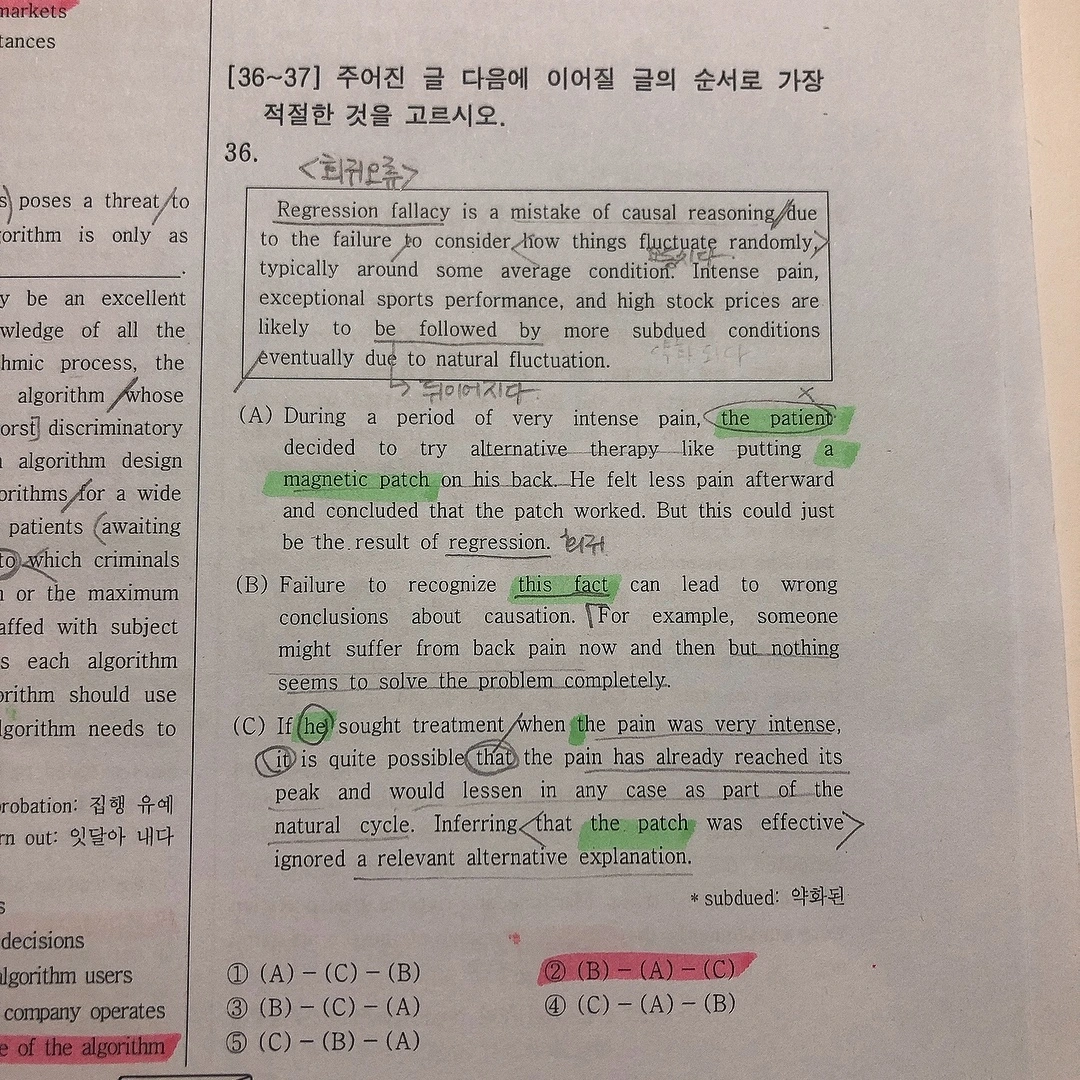 markets
tances
s) poses a threat to
orithm is only as
y be an excellent
wledge of all the
hmic process, the
algorithm whose
orst] discriminatory
algorithm design
orithms for a wide
patients (awaiting
to which criminals
n or the maximum
affed with subject
s each algorithm
orithm should use
lgorithm needs to
robation: 집행 유예
rn out: 잇달아 내다
s
decisions
algorithm users
company operates
e of the algorithm
[36~37] 주어진 글 다음에 이어질 글의 순서로 가장
적절한 것을 고르시오.
36.
<회귀오류>
Regression fallacy is a mistake of causal reasoning due
to the failure to consider how things fluctuate randomly,
typically around some average condition. Intense pain,
exceptional sports performance, and high stock prices are
likely to be followed by more subdued conditions
약화되다
eventually due to natural fluctuation.
→ 뒤이어지다
(A) During a period of very intense pain, the patient
decided to try alternative therapy like putting a
magnetic patch on his back. He felt less pain afterward
and concluded that the patch worked. But this could just
be the result of regression. 회귀
(B) Failure to recognize this fact can lead to wrong
conclusions about causation. For example, someone
might suffer from back pain now and then but nothing
seems to solve the problem completely.
(C) If he sought treatment when the pain was very intense,
it is quite possible that the pain has already reached its
peak and would lessen in any case as part of the
natural cycle. Inferring that the patch was effective
ignored a relevant alternative explanation.
* subdued: 약화된
① (A) － (C) － (B)
② (B) － (A) － (C)
③ (B) － (C) － (A)
④ (C) － (A) － (B)
⑤ (C) － (B) － (A)